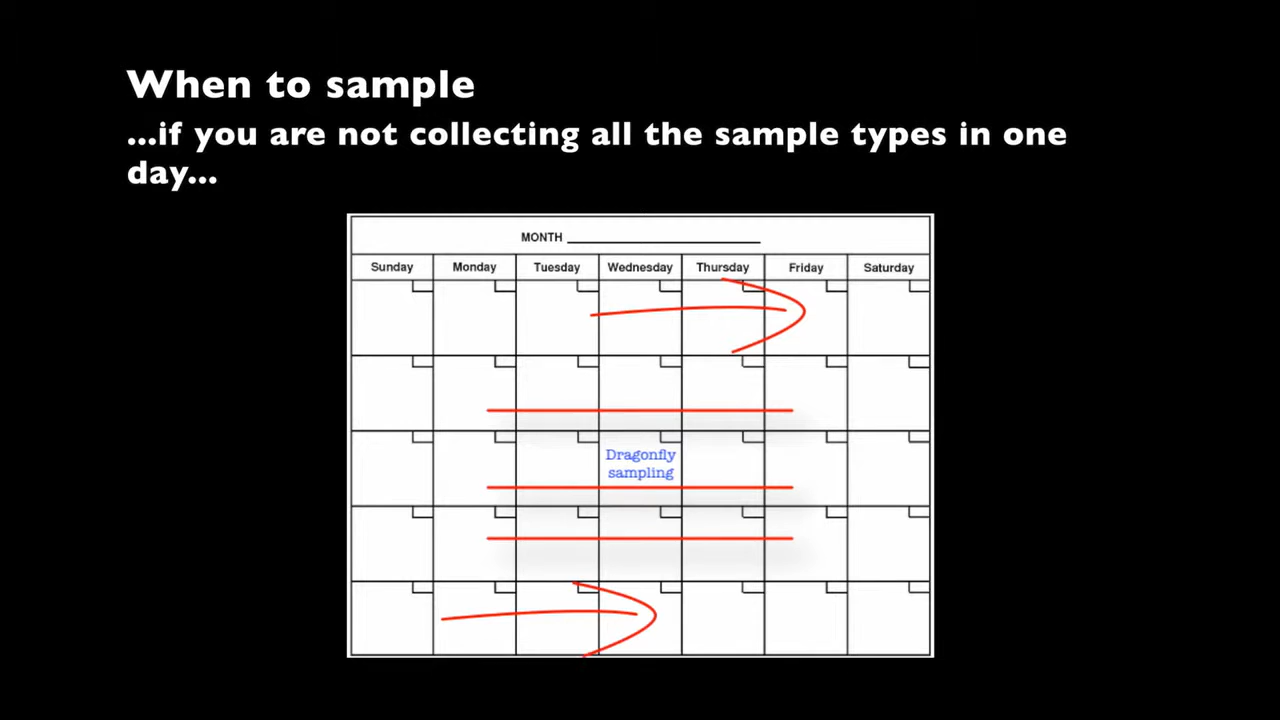 When to sample
...if you are not collecting all the sample types in one
day...
MONTH
Sunday Monday Tuesday Wednesday Thursday Friday Saturday
Dragonfly
sampling